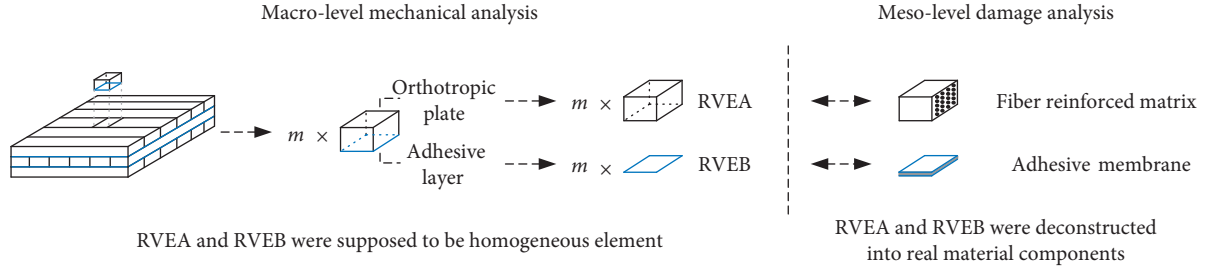 Macro-level mechanical analysis
Meso-level damage analysis
m ×
Orthotropic
plate
Adhesive
layer
m ×
RVEA
Fiber reinforced matrix
m ×
RVEB
Adhesive membrane
RVEA and RVEB were supposed to be homogeneous element
RVEA and RVEB were deconstructed
into real material components